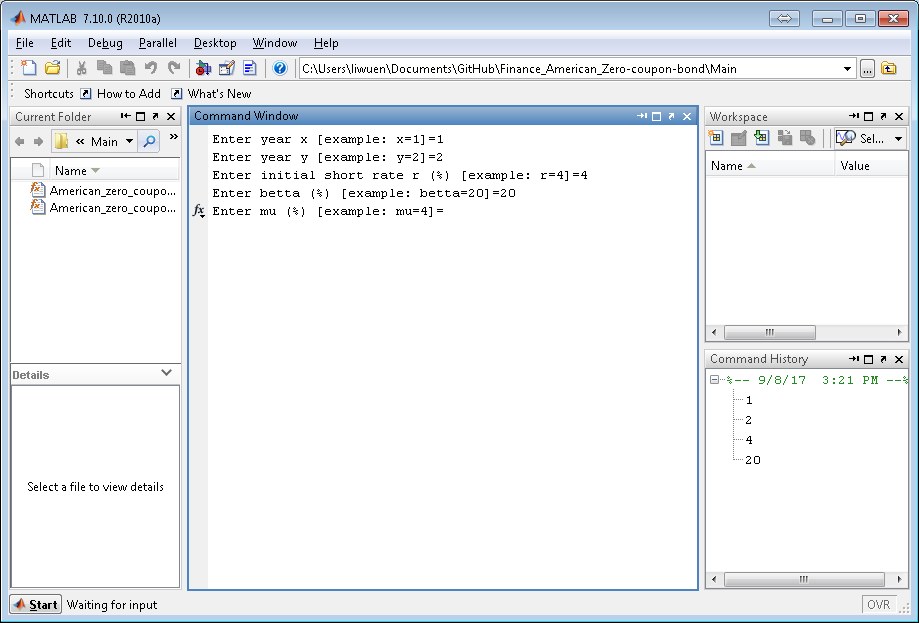 MATLAB 7.10.0 (R2010a)
File Edit Debug Parallel Desktop Window Help
C:\Users\liwuen\Documents\GitHub\Finance_American_Zero-coupon-bond\Main
Shortcuts How to Add What's New
Current Folder
« Main »
Name
American_zero_coupo...
American_zero_coupo...
Details
Select a file to view details
Command Window
Enter year x [example: x=1]=1
Enter year y [example: y=2]=2
Enter initial short rate r (%) [example: r=4]=4
Enter betta (%) [example: betta=20]=20
fx Enter mu (%) [example: mu=4]=
Workspace
Sel...
Name Value
Command History
%-- 9/8/17 3:21 PM --%
1
2
4
20
Start Waiting for input
OVR